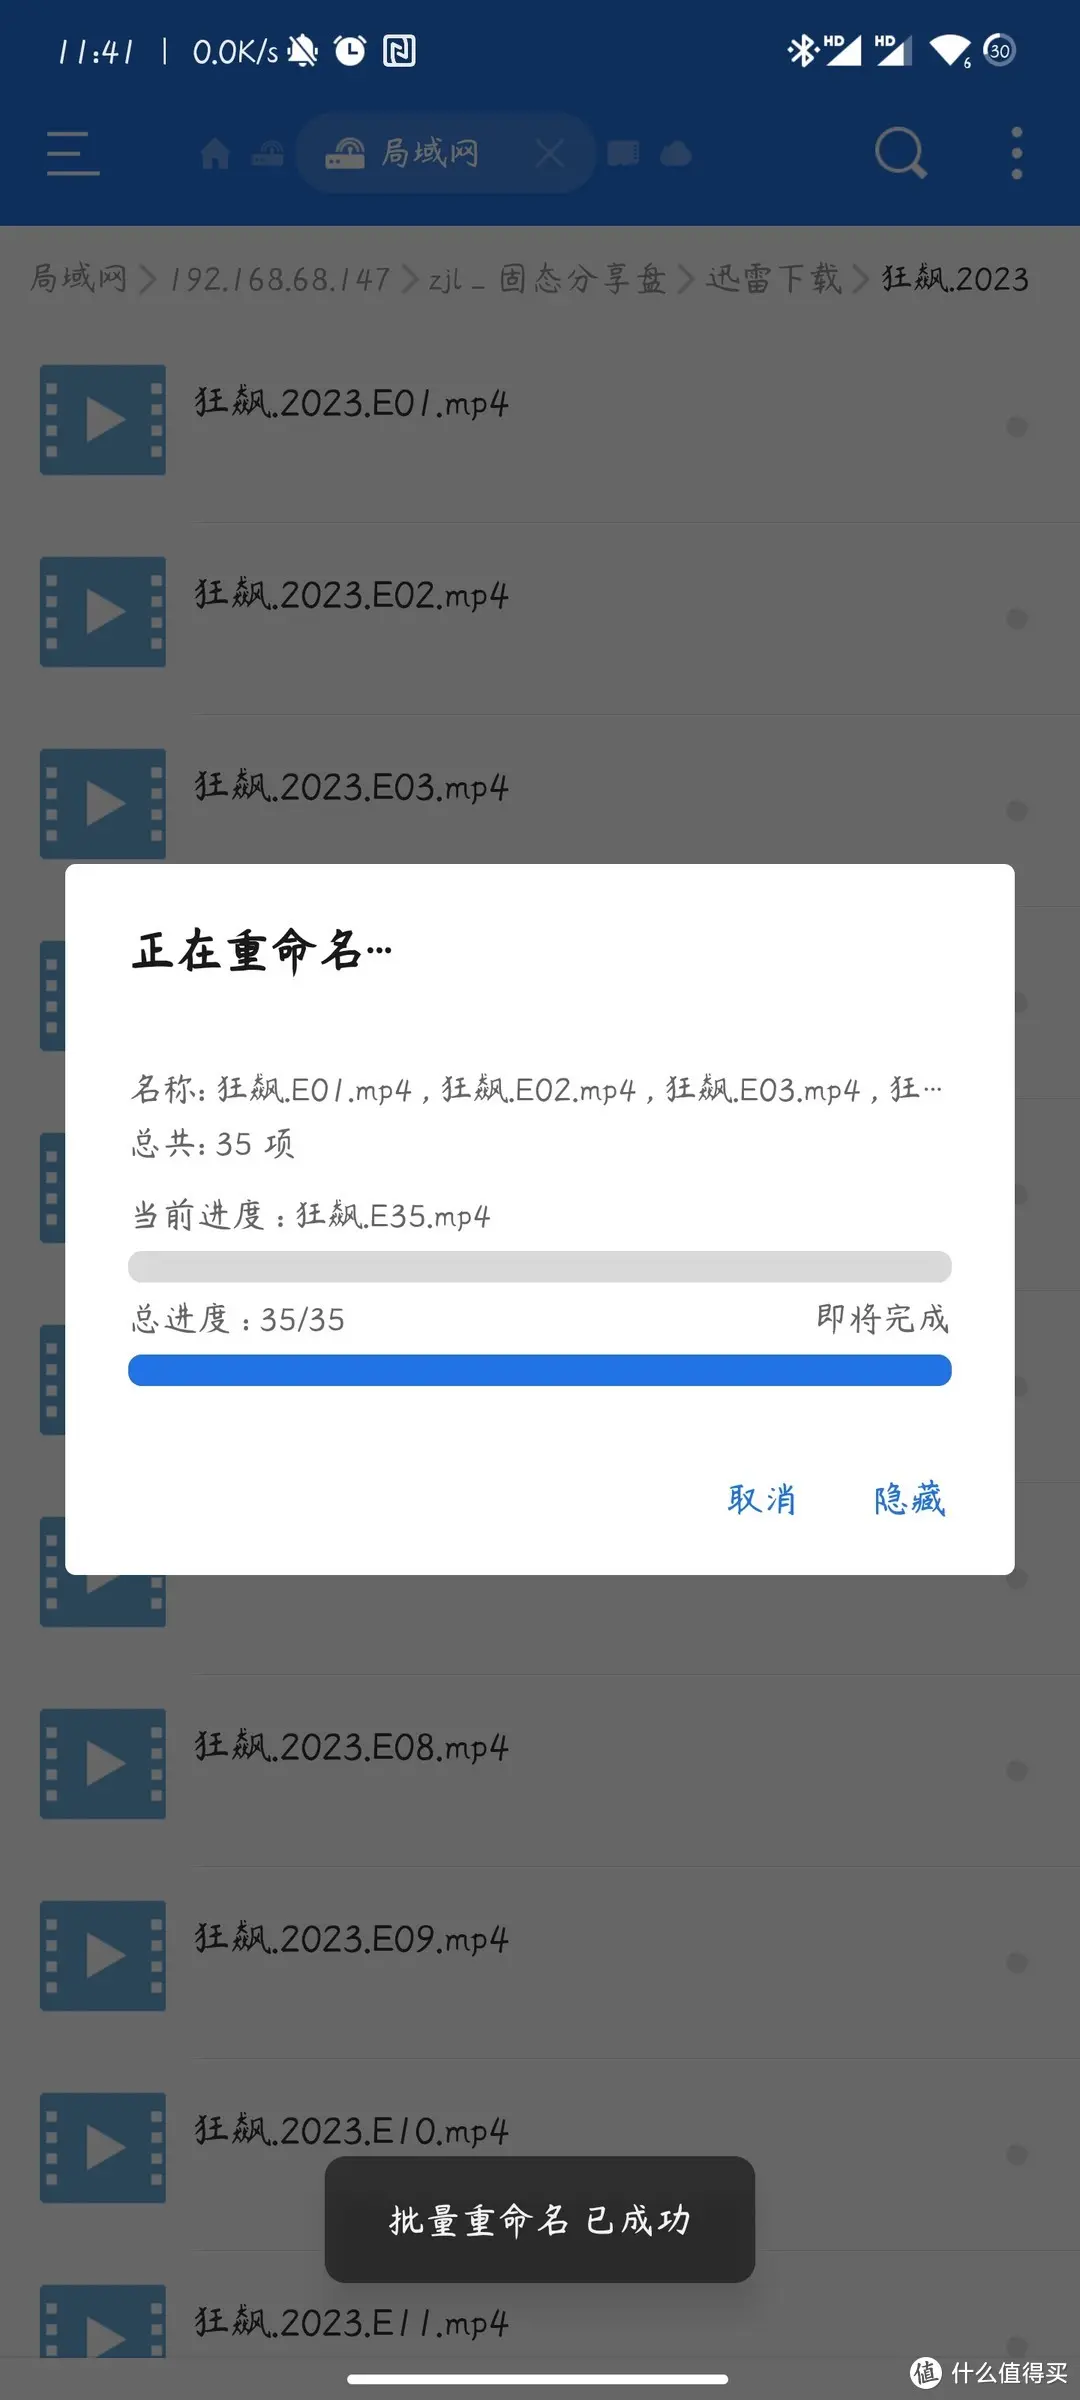 11:41 | 0.0K/s HD HD 6 30
局域网
局域网 > 192.168.68.147 > zjl _ 固态分享盘 > 迅雷下载 > 狂飙.2023
狂飙.2023.E01.mp4
狂飙.2023.E02.mp4
狂飙.2023.E03.mp4
正在重命名…
名称: 狂飙.E01.mp4 , 狂飙.E02.mp4 , 狂飙.E03.mp4 , 狂…
总共: 35 项
当前进度 : 狂飙.E35.mp4
总进度 : 35/35 即将完成
取消 隐藏
狂飙.2023.E08.mp4
狂飙.2023.E09.mp4
狂飙.2023.E10.mp4
批量重命名 已成功
狂飙.2023.E11.mp4
值 什么值得买